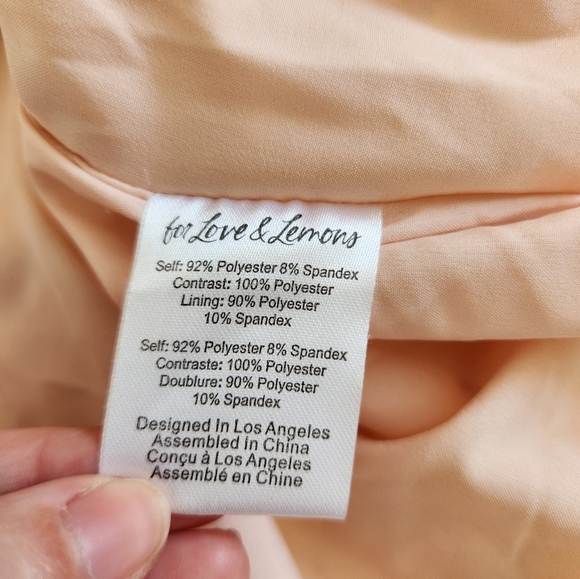 for Love & Lemons
Self: 92% Polyester 8% Spandex
Contrast: 100% Polyester
Lining: 90% Polyester
10% Spandex
Self: 92% Polyester 8% Spandex
Contraste: 100% Polyester
Doublure: 90% Polyester
10% Spandex
Designed In Los Angeles
Assembled in China
Conçu à Los Angeles
Assemblé en Chine